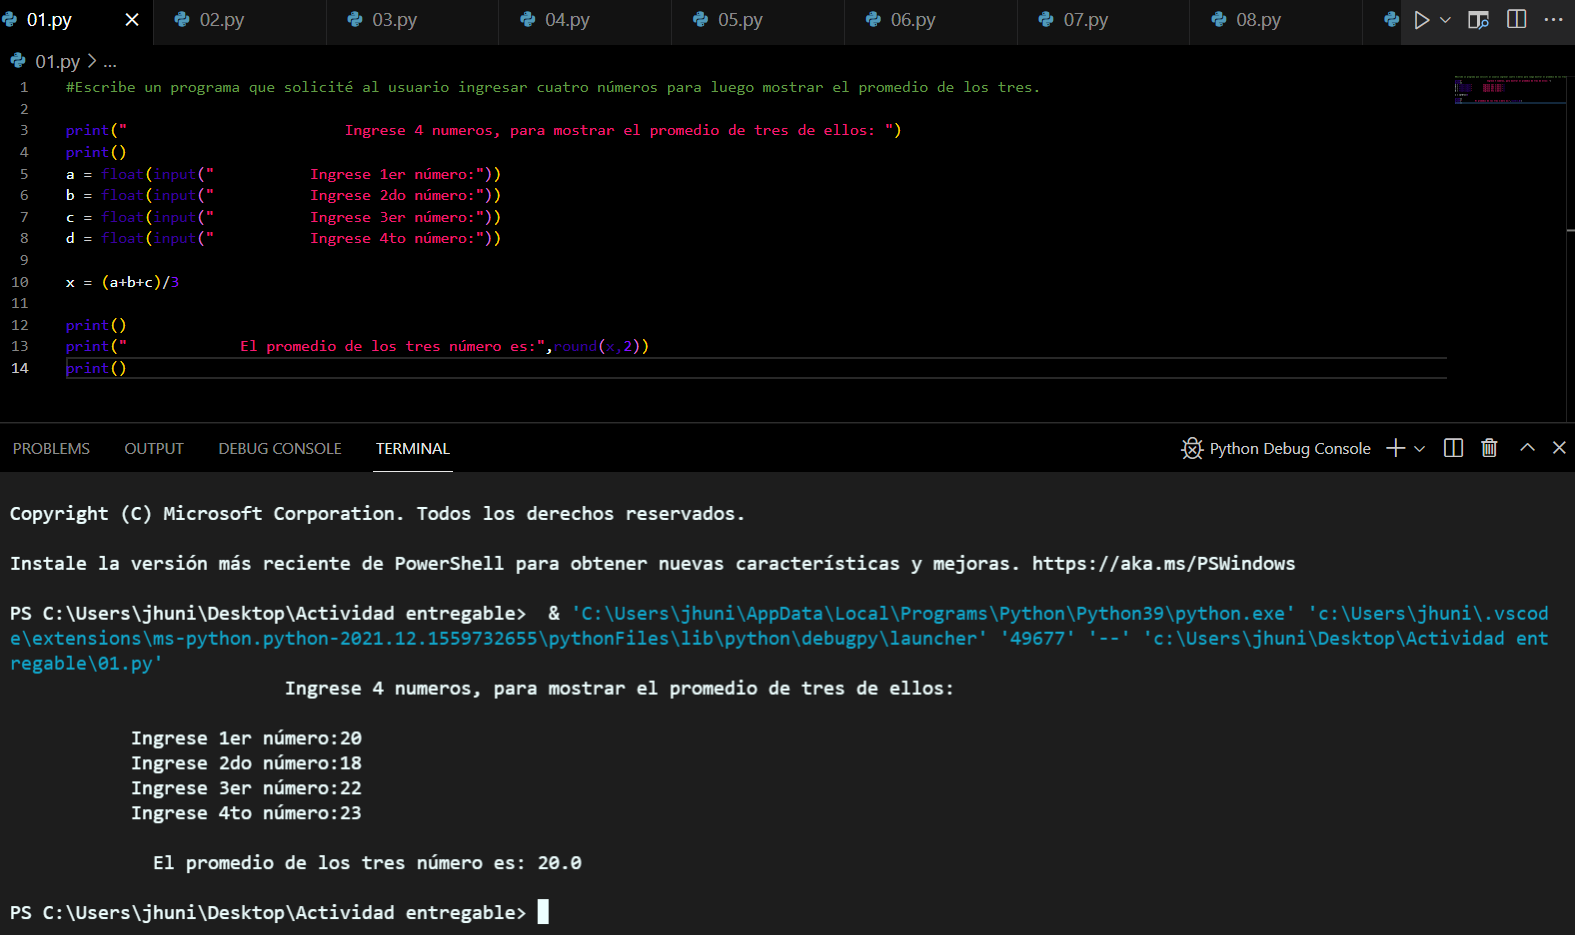 01.py 02.py 03.py 04.py 05.py 06.py 07.py 08.py
01.py > ...
1 #Escribe un programa que solicité al usuario ingresar cuatro números para luego mostrar el promedio de los tres.
2
3 print("                         Ingrese 4 numeros, para mostrar el promedio de tres de ellos: ")
4 print()
5 a = float(input("           Ingrese 1er número:"))
6 b = float(input("           Ingrese 2do número:"))
7 c = float(input("           Ingrese 3er número:"))
8 d = float(input("           Ingrese 4to número:"))
9
10 x = (a+b+c)/3
11
12 print()
13 print("             El promedio de los tres número es:",round(x,2))
14 print()
PROBLEMS OUTPUT DEBUG CONSOLE TERMINAL Python Debug Console
Copyright (C) Microsoft Corporation. Todos los derechos reservados.
Instale la versión más reciente de PowerShell para obtener nuevas características y mejoras. https://aka.ms/PSWindows
PS C:\Users\jhuni\Desktop\Actividad entregable>  & 'C:\Users\jhuni\AppData\Local\Programs\Python\Python39\python.exe' 'c:\Users\jhuni\.vscod
e\extensions\ms-python.python-2021.12.1559732655\pythonFiles\lib\python\debugpy\launcher' '49677' '--' 'c:\Users\jhuni\Desktop\Actividad ent
regable\01.py'
Ingrese 4 numeros, para mostrar el promedio de tres de ellos:
Ingrese 1er número:20
Ingrese 2do número:18
Ingrese 3er número:22
Ingrese 4to número:23
El promedio de los tres número es: 20.0
PS C:\Users\jhuni\Desktop\Actividad entregable>